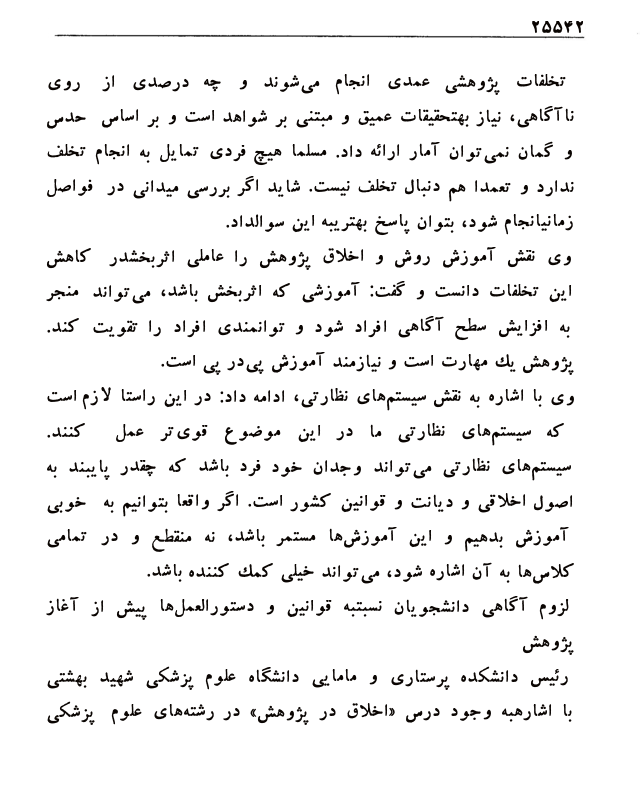 ۲۵۵۴۲
تخلفات پژوهشی عمدی انجام می‌شوند و چه درصدی از روی
ناآگاهی، نیاز بهتحقیقات عمیق و مبتنی بر شواهد است و بر اساس حدس
و گمان نمی‌توان آمار ارائه داد. مسلما هیچ فردی تمایل به انجام تخلف
ندارد و تعمدا هم دنبال تخلف نیست. شاید اگر بررسی میدانی در فواصل
زمانیانجام شود، بتوان پاسخ بهتریبه این سوالداد.
وی نقش آموزش روش و اخلاق پژوهش را عاملی اثربخشدر کاهش
این تخلفات دانست و گفت: آموزشی که اثربخش باشد، می‌تواند منجر
به افزایش سطح آگاهی افراد شود و توانمندی افراد را تقویت کند.
پژوهش یك مهارت است و نیازمند آموزش پی‌در پی است.
وی با اشاره به نقش سیستم‌های نظارتی، ادامه داد: در این راستا لازم است
که سیستم‌های نظارتی ما در این موضوع قوی‌تر عمل کنند.
سیستم‌های نظارتی می‌تواند وجدان خود فرد باشد که چقدر پایبند به
اصول اخلاقی و دیانت و قوانین کشور است. اگر واقعا بتوانیم به خوبی
آموزش بدهیم و این آموزش‌ها مستمر باشد، نه منقطع و در تمامی
کلاس‌ها به آن اشاره شود، می‌تواند خیلی کمك کننده باشد.
لزوم آگاهی دانشجویان نسبتبه قوانین و دستورالعمل‌ها پیش از آغاز
پژوهش
رئیس دانشکده پرستاری و مامایی دانشگاه علوم پزشکی شهید بهشتی
با اشارهبه وجود درس «اخلاق در پژوهش» در رشته‌های علوم پزشکی